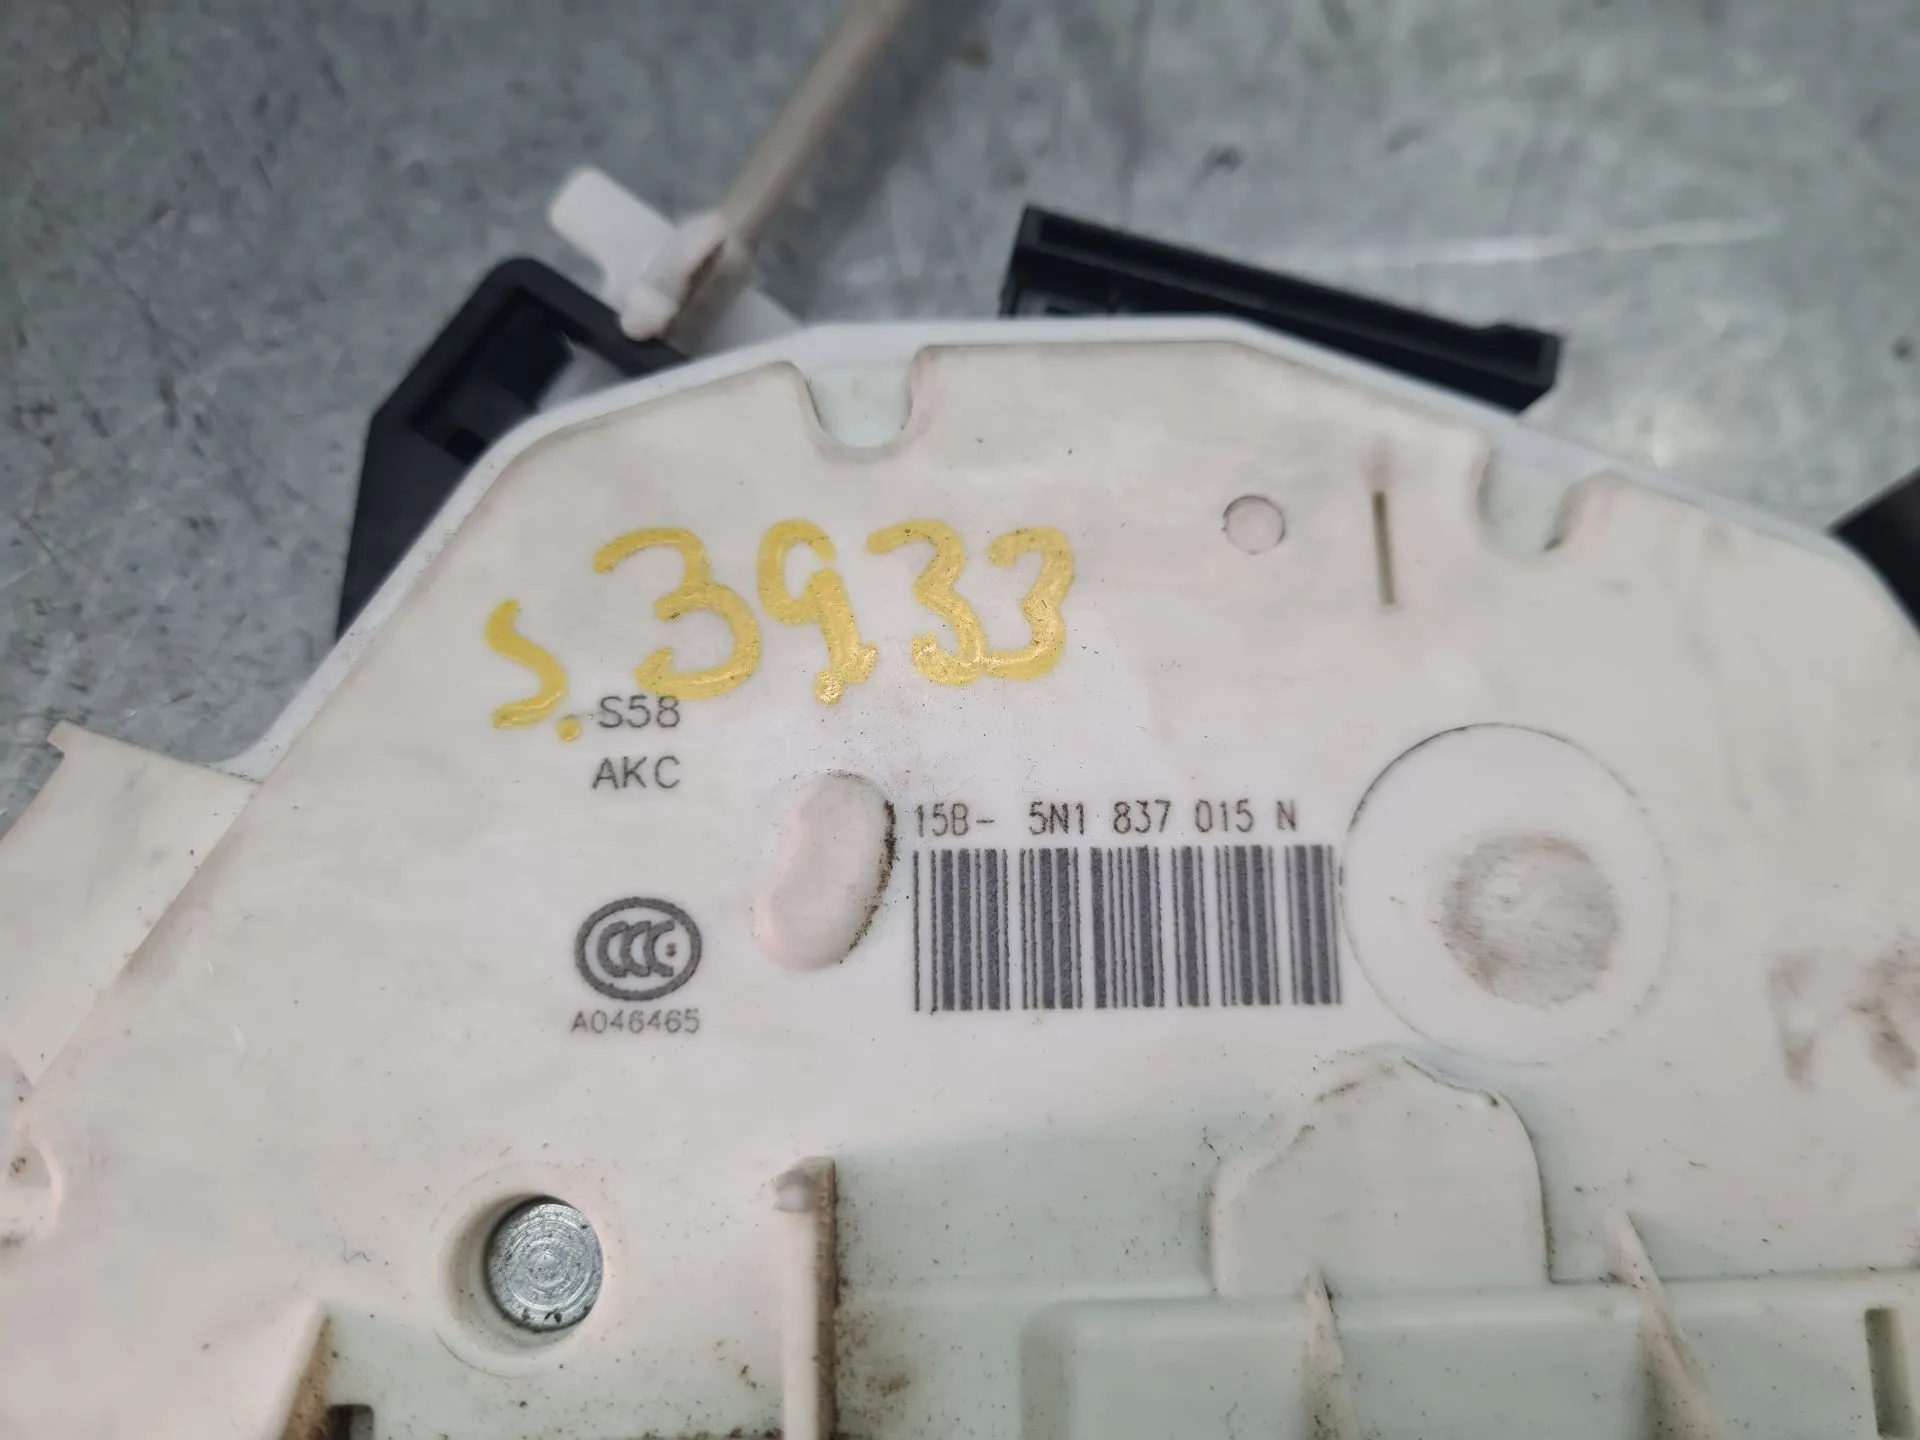 S. 3933
S58
AKC
15B- 5N1 837 015 N
CCC S
A046465